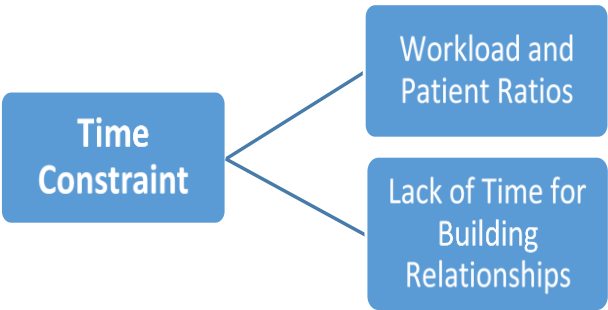 Time
Constraint
Workload and
Patient Ratios
Lack of Time for
Building
Relationships